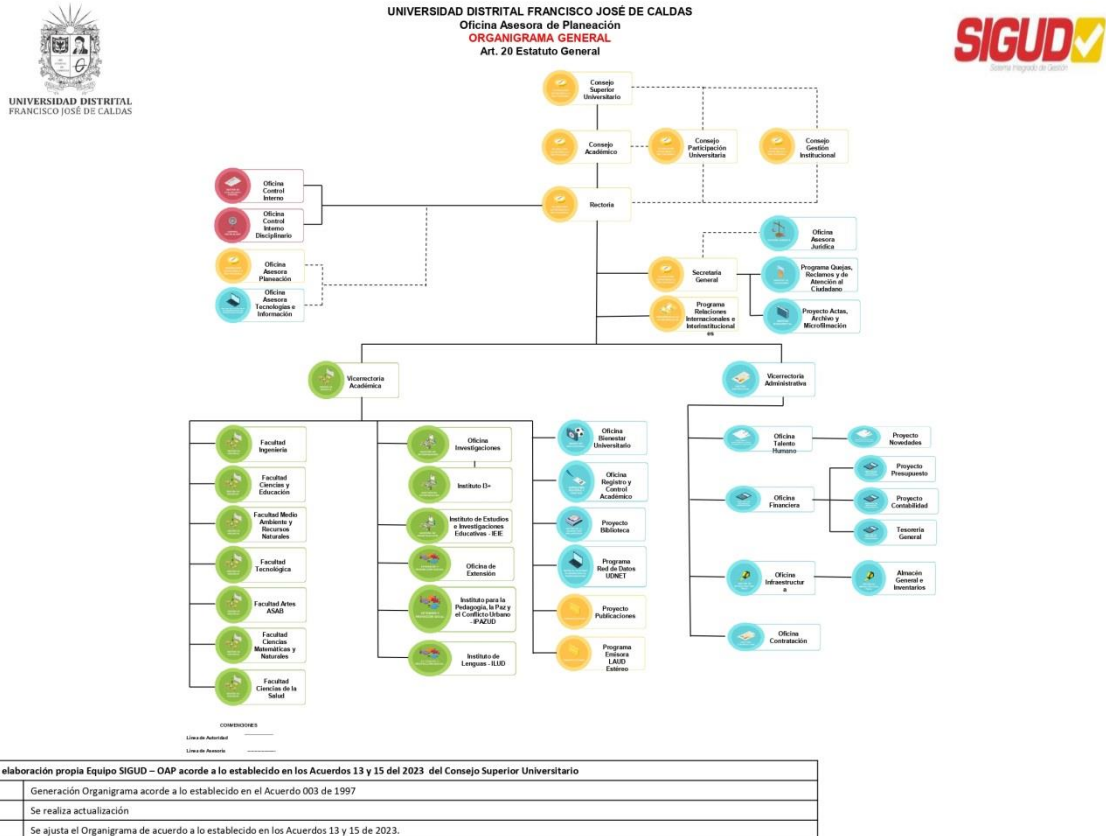 UNIVERSIDAD DISTRITAL FRANCISCO JOSÉ DE CALDAS
Oficina Asesora de Planeación
ORGANIGRAMA GENERAL
Art. 20 Estatuto General
UNIVERSIDAD DISTRITAL
FRANCISCO JOSÉ DE CALDAS
SIGUD
Sistema Integrado de Gestión
Consejo
Superior
Universitario
Consejo
Académico
Consejo
Participación
Universitaria
Consejo
Gestión
Institucional
Rectoría
Oficina
Control
Interno
Oficina
Control
Interno
Disciplinario
Oficina
Asesora
Planeación
Oficina
Asesora
Tecnologías e
Información
Oficina
Asesora
Jurídica
Secretaría
General
Programa Quejas,
Reclamos y de
Atención al
Ciudadano
Programa
Relaciones
Internacionales e
Interinstitucional
es
Proyecto Actas,
Archivo y
Microfilmación
Vicerrectoría
Académica
Vicerrectoría
Administrativa
Facultad
Ingeniería
Facultad
Ciencias y
Educación
Facultad Medio
Ambiente y
Recursos
Naturales
Facultad
Tecnológica
Facultad Artes
ASAB
Facultad
Ciencias
Matemáticas y
Naturales
Facultad
Ciencias de la
Salud
Oficina
Investigaciones
Instituto I3+
Instituto de Estudios
e Investigaciones
Educativas - IEIE
Oficina de
Extensión
Instituto para la
Pedagogía, la Paz y
el Conflicto Urbano
- IPAZUD
Instituto de
Lenguas - ILUD
Oficina
Bienestar
Universitario
Oficina
Registro y
Control
Académico
Proyecto
Biblioteca
Programa
Red de Datos
UDNET
Proyecto
Publicaciones
Programa
Emisora
LAUD
Estéreo
Oficina
Talento
Humano
Proyecto
Novedades
Oficina
Financiera
Proyecto
Presupuesto
Proyecto
Contabilidad
Tesorería
General
Oficina
Infraestructur
a
Almacén
General e
Inventarios
Oficina
Contratación
CONVENCIONES
Línea de Autoridad
Línea de Asesoría
elaboración propia Equipo SIGUD – OAP acorde a lo establecido en los Acuerdos 13 y 15 del 2023 del Consejo Superior Universitario
Generación Organigrama acorde a lo establecido en el Acuerdo 003 de 1997
Se realiza actualización
Se ajusta el Organigrama de acuerdo a lo establecido en los Acuerdos 13 y 15 de 2023.